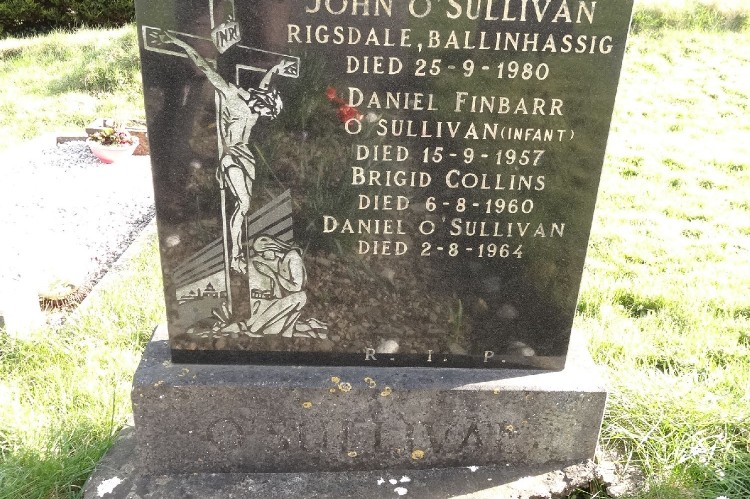 INRI
JOHN O'SULLIVAN
RIGSDALE, BALLINHASSIG
DIED 25-9-1980
DANIEL FINBARR
O SULLIVAN (INFANT)
DIED 15-9-1957
BRIGID COLLINS
DIED 6-8-1960
DANIEL O'SULLIVAN
DIED 2-8-1964
R. I. P.
O'SULLIVAN